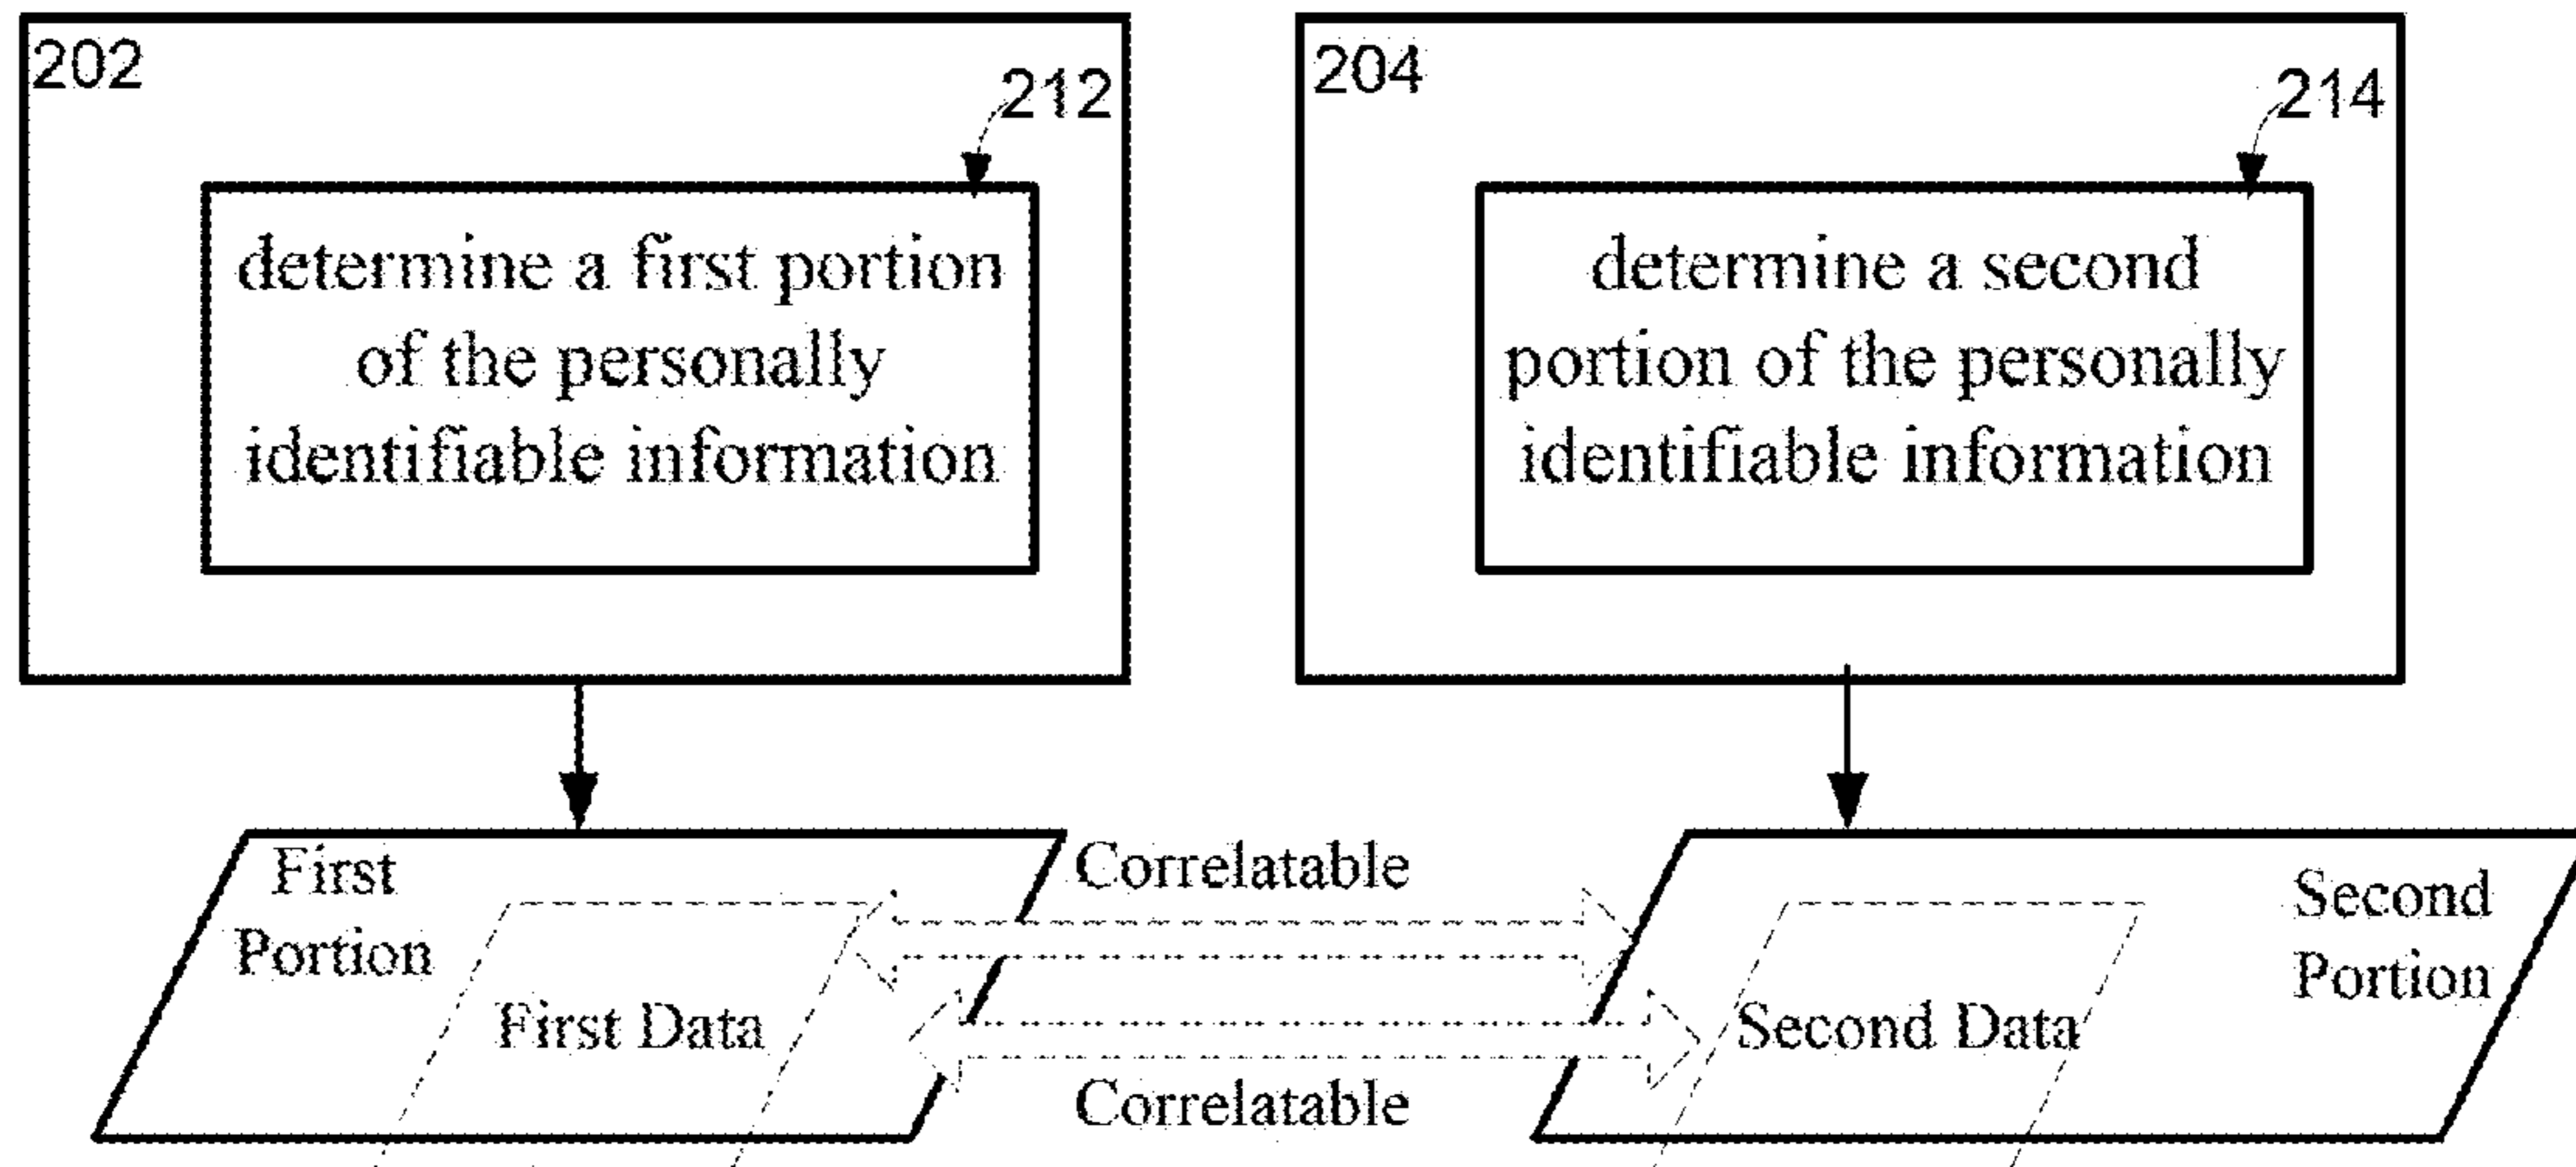 202
212
determine a first portion
of the personally
identifiable information
204
214
determine a second
portion of the personally
identifiable information
First
Portion
First Data
Correlatable
Correlatable
Second
Portion
Second Data